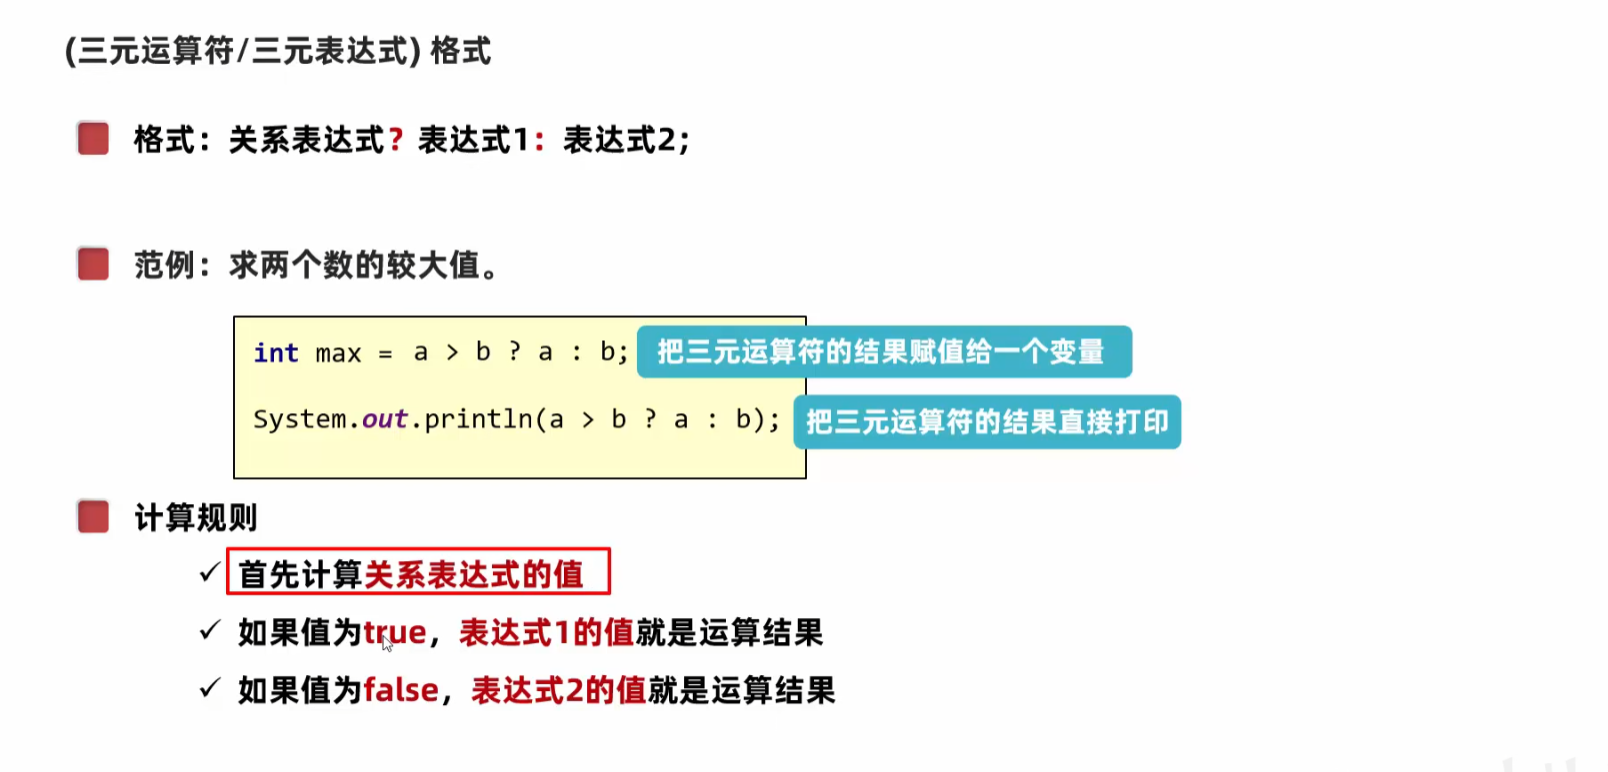 (三元运算符/三元表达式) 格式
格式：关系表达式？表达式1：表达式2；
范例：求两个数的较大值。
int max = a > b ? a : b; 把三元运算符的结果赋值给一个变量
System.out.println(a > b ? a : b); 把三元运算符的结果直接打印
计算规则
✓ 首先计算关系表达式的值
✓ 如果值为true，表达式1的值就是运算结果
✓ 如果值为false，表达式2的值就是运算结果